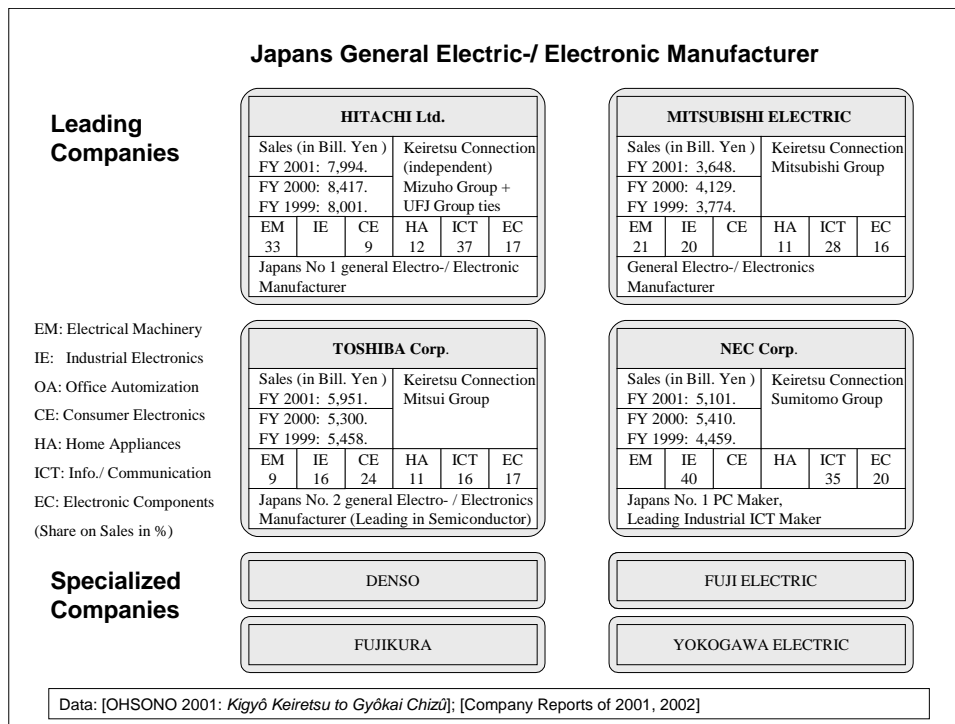 Japans General Electric-/ Electronic Manufacturer
Leading
Companies
HITACHI Ltd.
Sales (in Bill. Yen )
FY 2001: 7,994.
FY 2000: 8,417.
FY 1999: 8,001.
Keiretsu Connection
(independent)
Mizuho Group +
UFJ Group ties
EM IE CE HA ICT EC
33 9 12 37 17
Japans No 1 general Electro-/ Electronic
Manufacturer
MITSUBISHI ELECTRIC
Sales (in Bill. Yen )
FY 2001: 3,648.
FY 2000: 4,129.
FY 1999: 3,774.
Keiretsu Connection
Mitsubishi Group
EM IE CE HA ICT EC
21 20 11 28 16
General Electro-/ Electronics
Manufacturer
EM: Electrical Machinery
IE: Industrial Electronics
OA: Office Automization
CE: Consumer Electronics
HA: Home Appliances
ICT: Info./ Communication
EC: Electronic Components
(Share on Sales in %)
TOSHIBA Corp.
Sales (in Bill. Yen )
FY 2001: 5,951.
FY 2000: 5,300.
FY 1999: 5,458.
Keiretsu Connection
Mitsui Group
EM IE CE HA ICT EC
9 16 24 11 16 17
Japans No. 2 general Electro- / Electronics
Manufacturer (Leading in Semiconductor)
NEC Corp.
Sales (in Bill. Yen )
FY 2001: 5,101.
FY 2000: 5,410.
FY 1999: 4,459.
Keiretsu Connection
Sumitomo Group
EM IE CE HA ICT EC
40 35 20
Japans No. 1 PC Maker,
Leading Industrial ICT Maker
Specialized
Companies
DENSO
FUJI ELECTRIC
FUJIKURA
YOKOGAWA ELECTRIC
Data: [OHSONO 2001: Kigyô Keiretsu to Gyôkai Chizû]; [Company Reports of 2001, 2002]